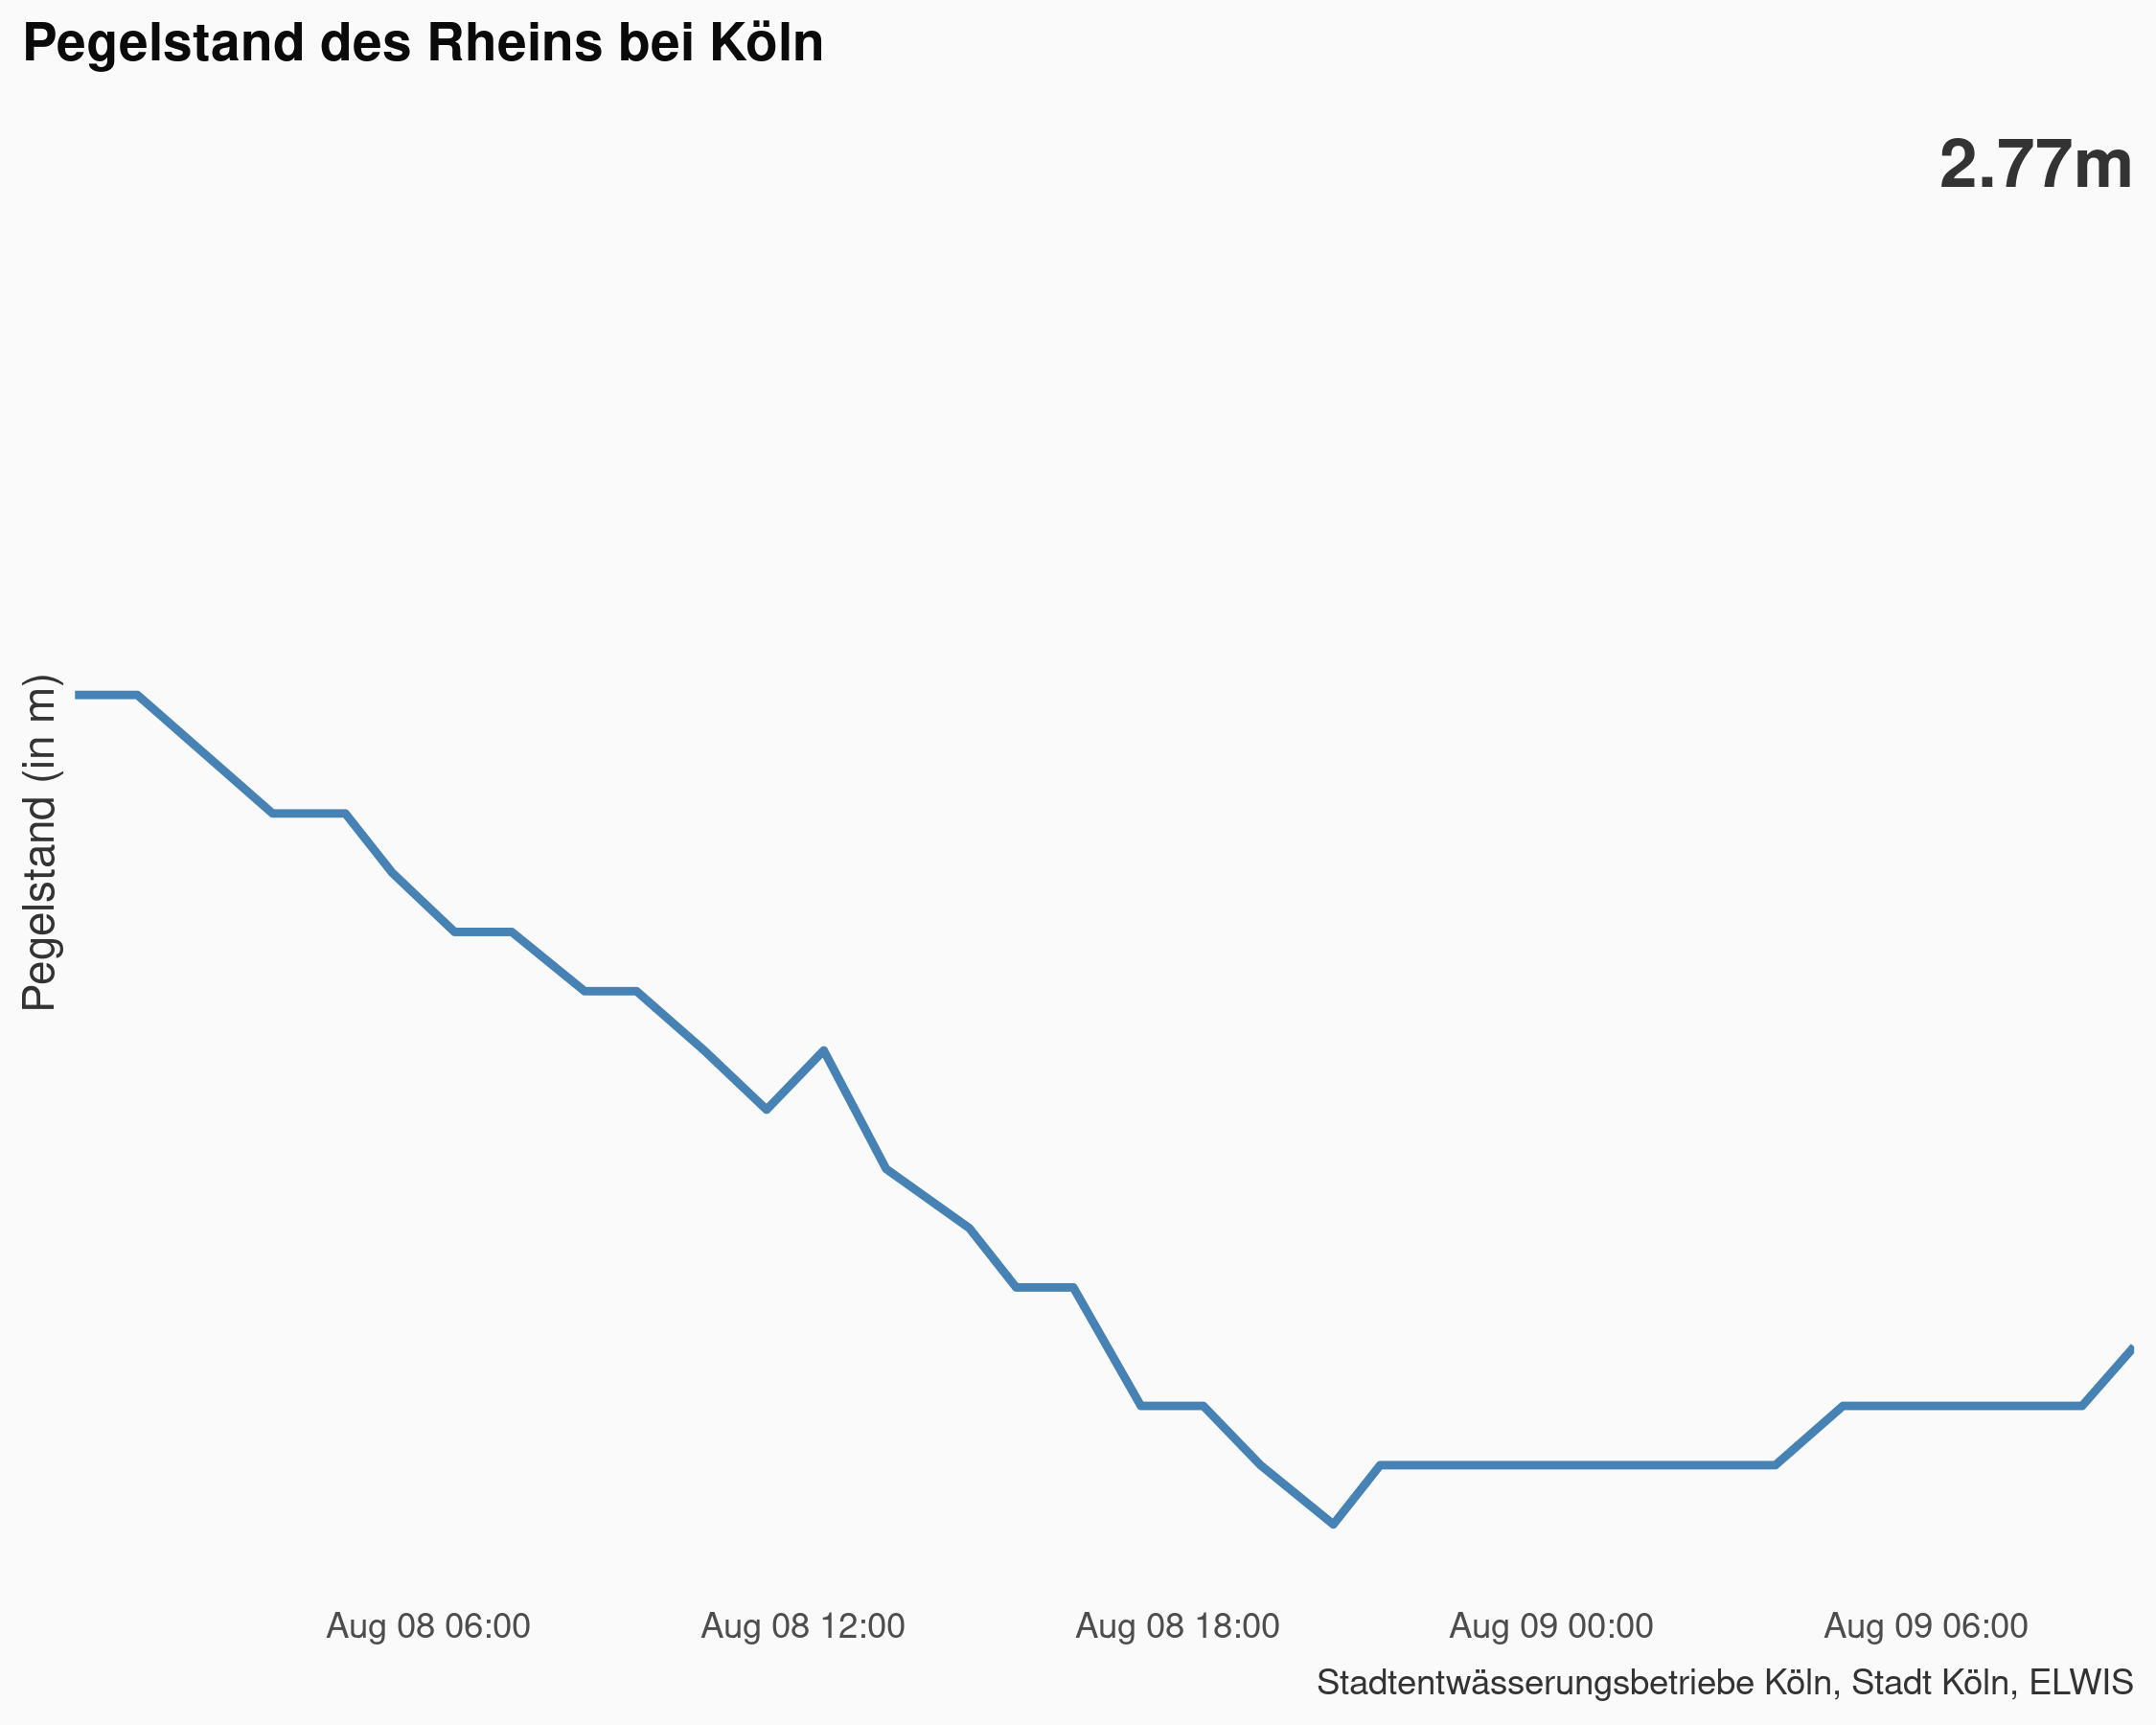 Pegelstand des Rheins bei Köln
2.77m
Pegelstand (in m)
Aug 08 06:00
Aug 08 12:00
Aug 08 18:00
Aug 09 00:00
Aug 09 06:00
Stadtentwässerungsbetriebe Köln, Stadt Köln, ELWIS